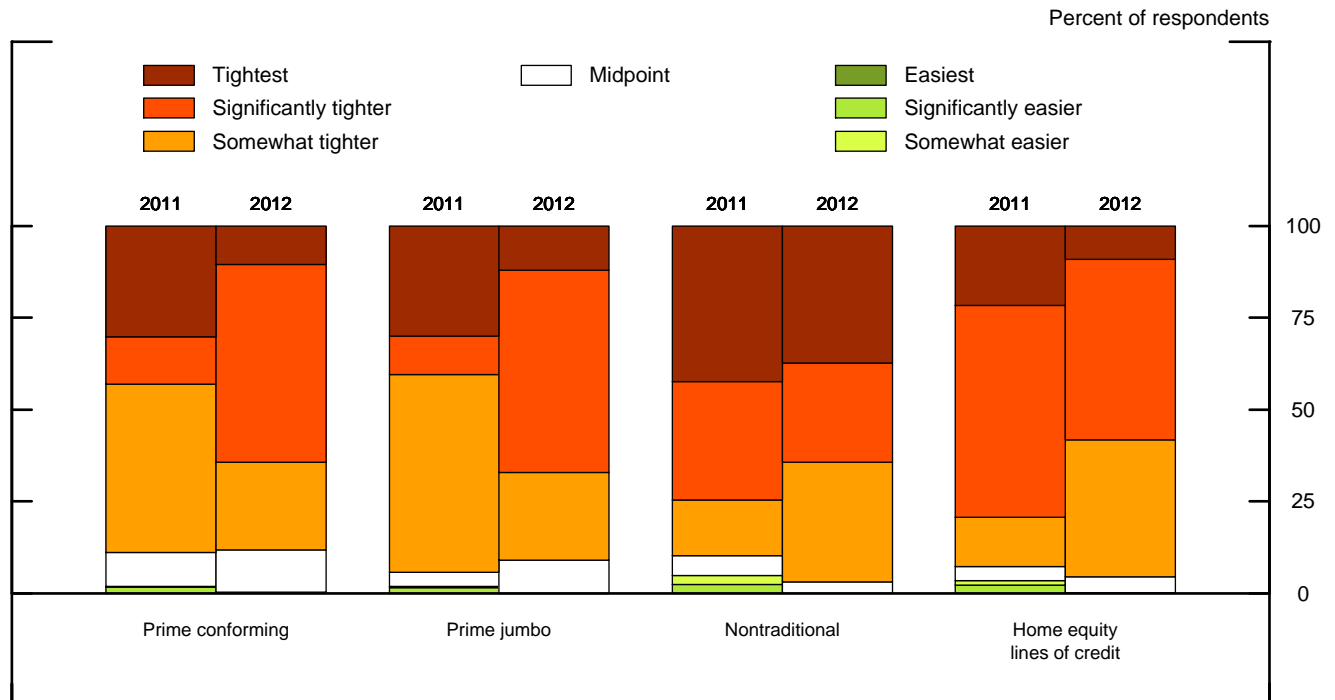 Percent of respondents
Tightest
Midpoint
Easiest
Significantly tighter
Significantly easier
Somewhat tighter
Somewhat easier
2011 2012 2011 2012 2011 2012 2011 2012
100
75
50
25
0
Prime conforming
Prime jumbo
Nontraditional
Home equity
lines of credit